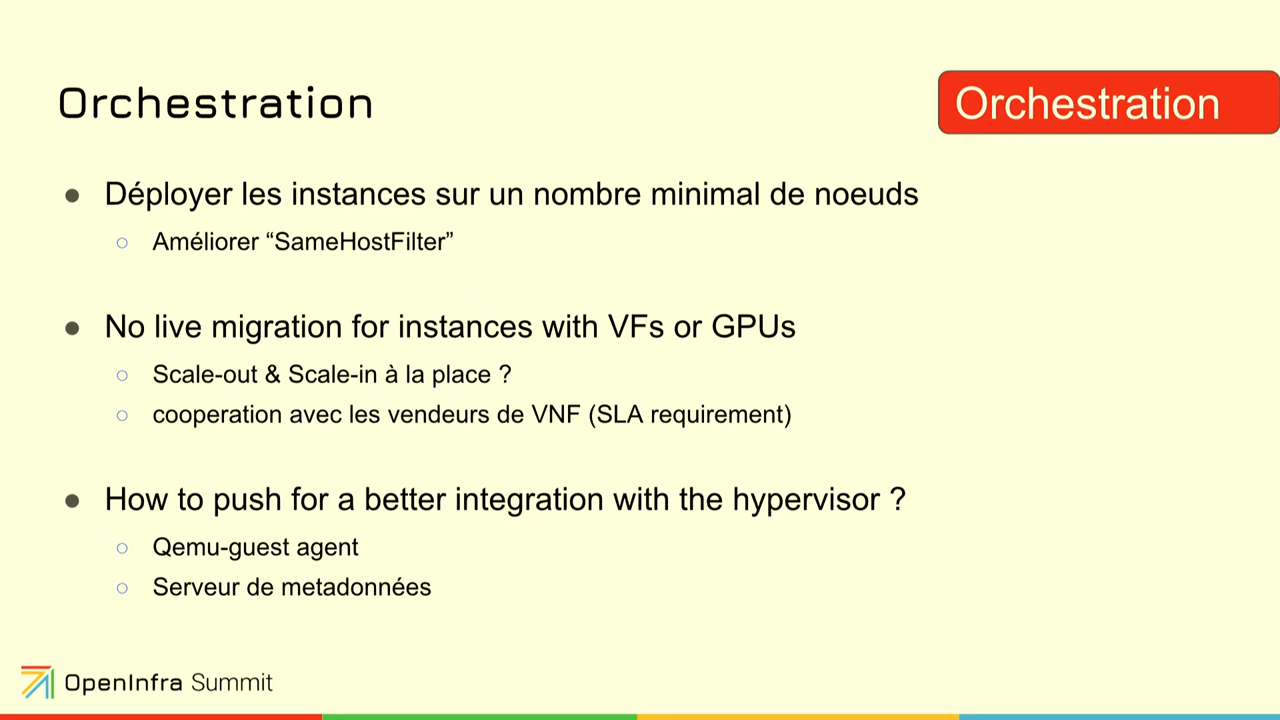 Orchestration
Orchestration
● Déployer les instances sur un nombre minimal de noeuds
○ Améliorer “SameHostFilter”
● No live migration for instances with VFs or GPUs
○ Scale-out & Scale-in à la place ?
○ cooperation avec les vendeurs de VNF (SLA requirement)
● How to push for a better integration with the hypervisor ?
○ Qemu-guest agent
○ Serveur de metadonnées
OpenInfra Summit